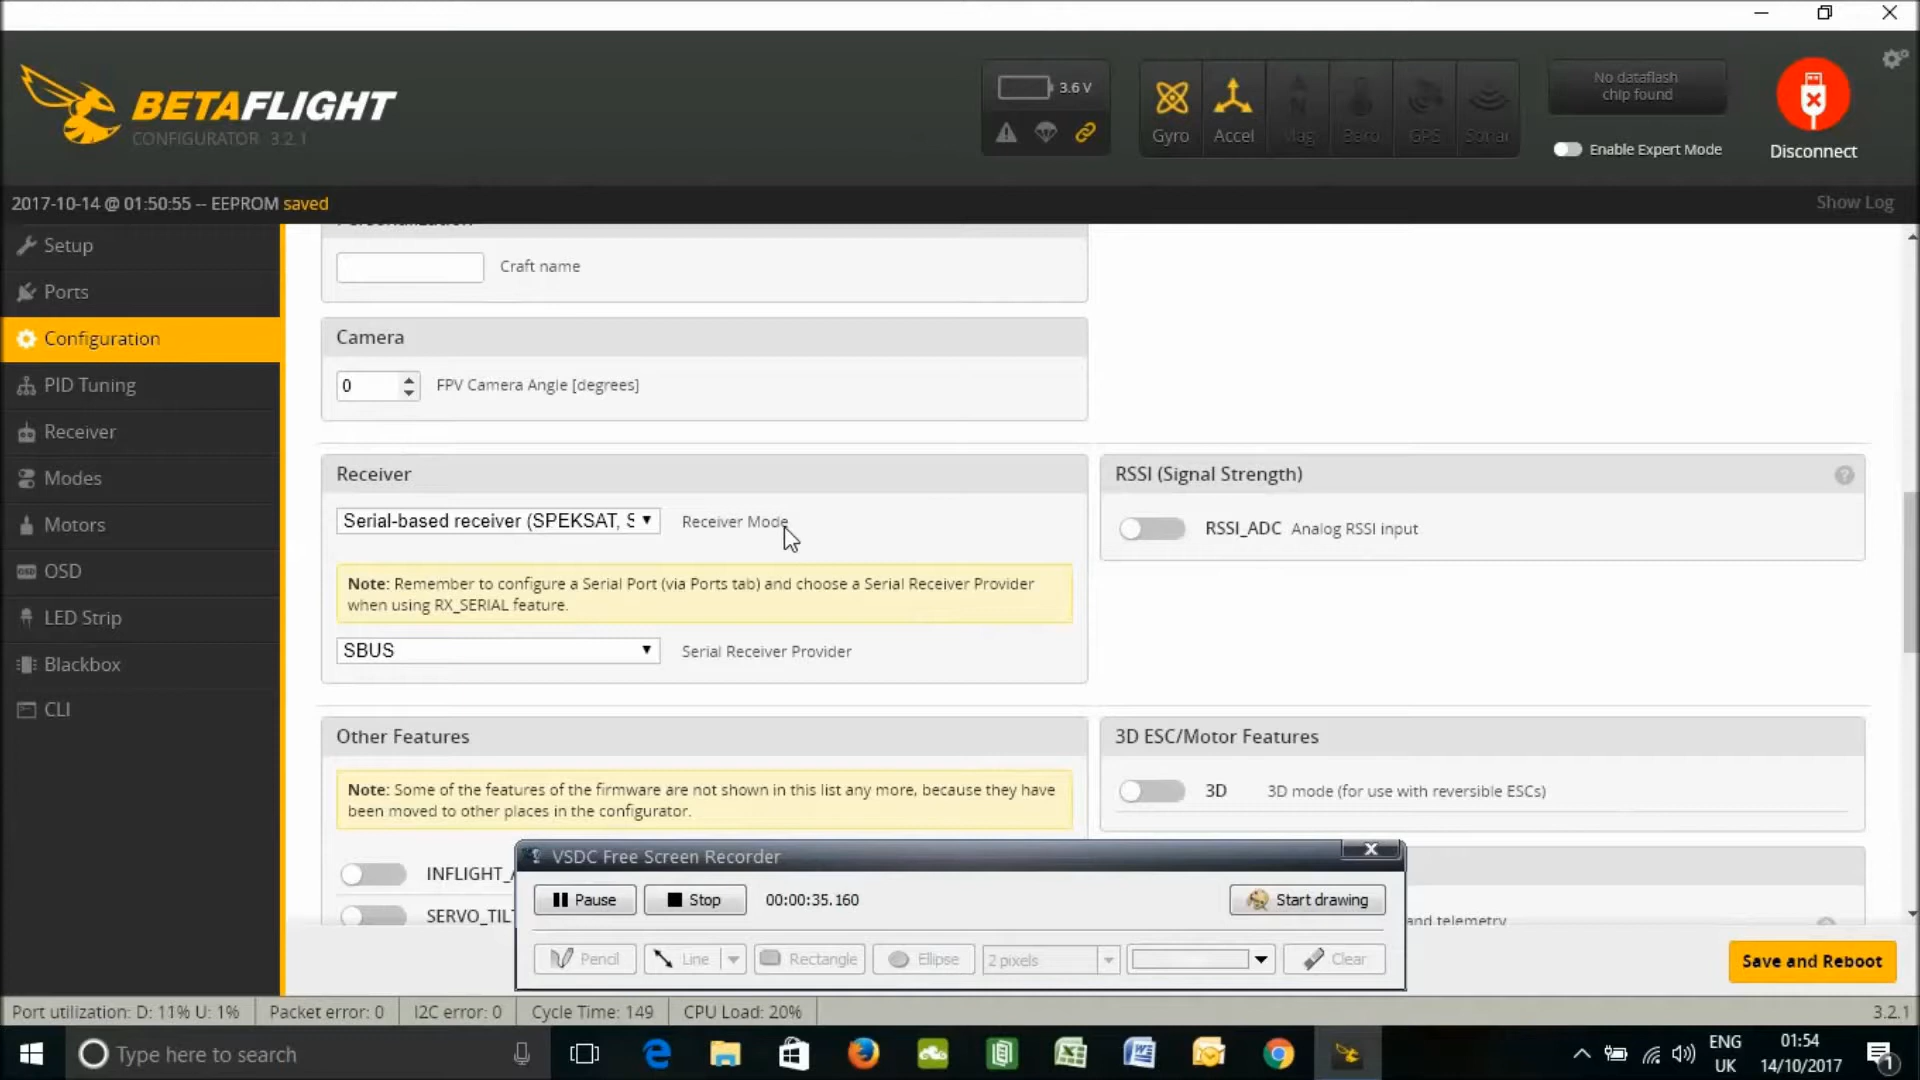 BETAFLIGHT
CONFIGURATOR 3.2.1
3.6 V
Gyro
Accel
Mag
Baro
GPS
Sonar
No dataflash
chip found
Enable Expert Mode
Disconnect
2017-10-14 @ 01:50:55 -- EEPROM saved
Show Log
Setup
Ports
Configuration
PID Tuning
Receiver
Modes
Motors
OSD
LED Strip
Blackbox
CLI
Craft name
Camera
0
FPV Camera Angle [degrees]
Receiver
Serial-based receiver (SPEKSAT, S
Receiver Mode
Note: Remember to configure a Serial Port (via Ports tab) and choose a Serial Receiver Provider
when using RX_SERIAL feature.
SBUS
Serial Receiver Provider
RSSI (Signal Strength)
RSSI_ADC Analog RSSI input
Other Features
Note: Some of the features of the firmware are not shown in this list any more, because they have
been moved to other places in the configurator.
INFLIGHT_A
SERVO_TILT
3D ESC/Motor Features
3D 3D mode (for use with reversible ESCs)
and telemetry
VSDC Free Screen Recorder
Pause
Stop
00:00:35.160
Start drawing
Pencil
Line
Rectangle
Ellipse
2 pixels
Clear
Save and Reboot
Port utilization: D: 11% U: 1%
Packet error: 0
I2C error: 0
Cycle Time: 149
CPU Load: 20%
3.2.1
Type here to search
ENG
UK
01:54
14/10/2017
1